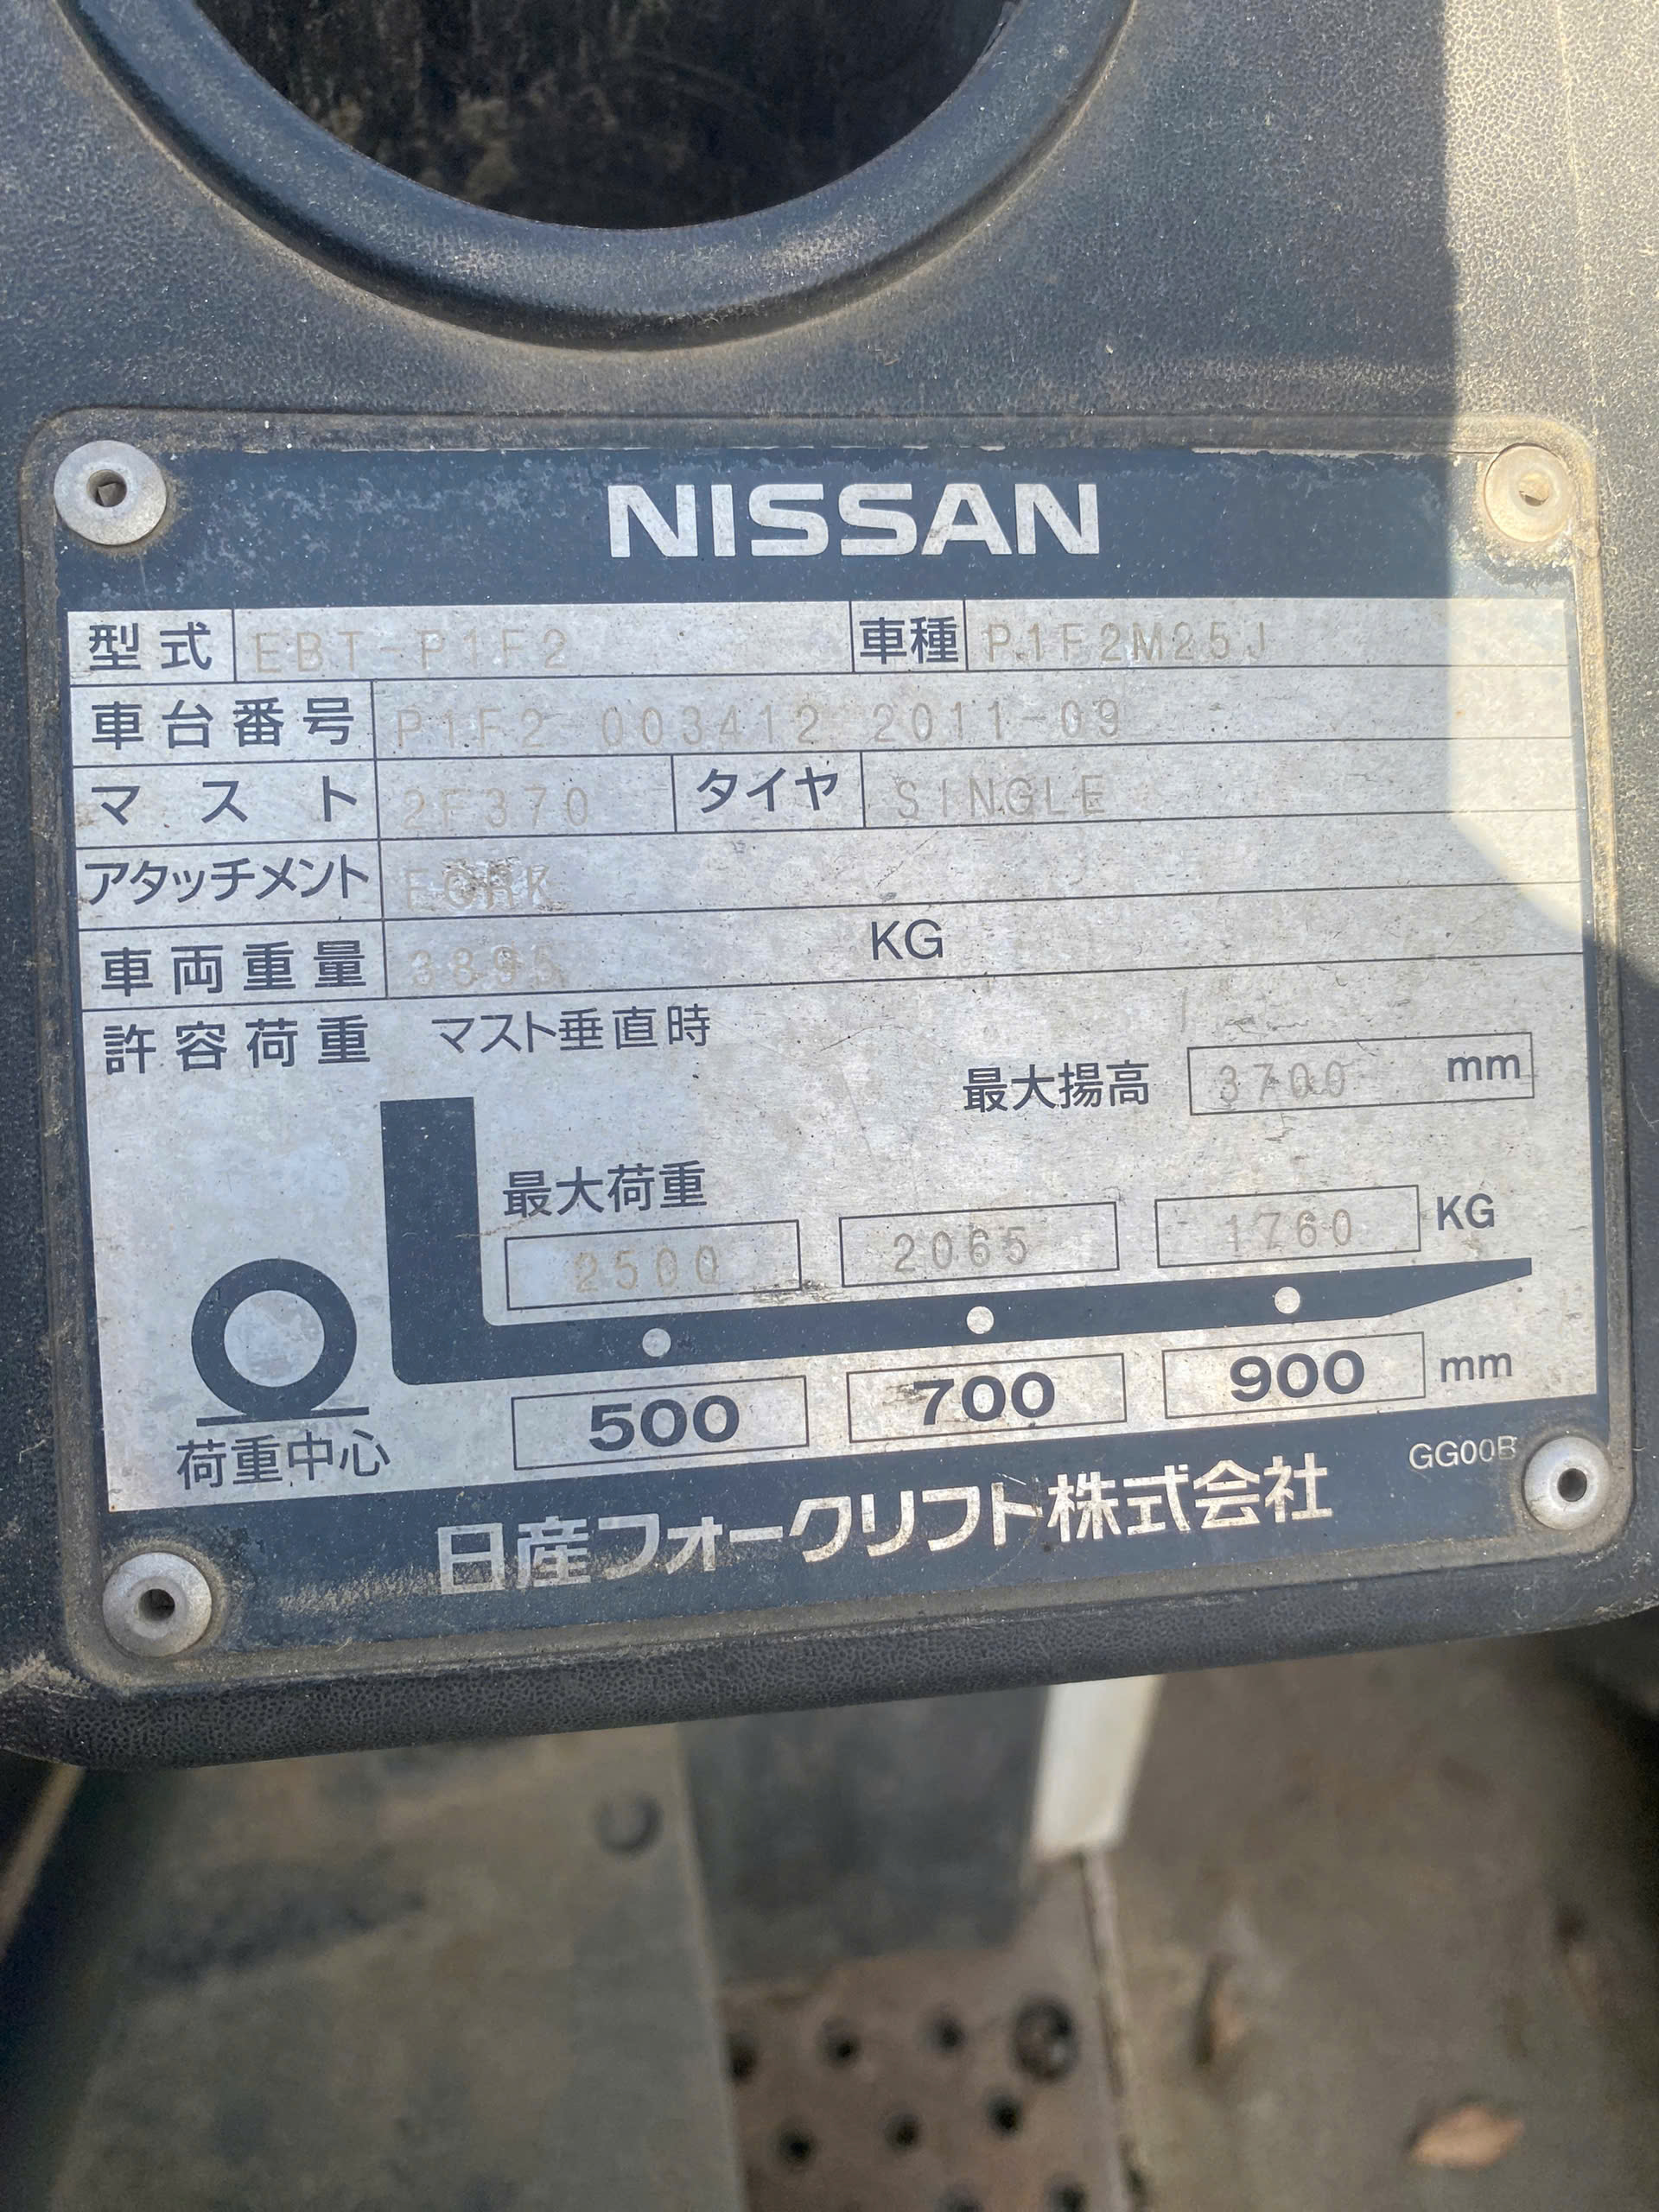 NISSAN
型式 EBT-P1F2 車種 P1F2M25J
車台番号 P1F2 003412 2011-09
マスト 2F370 タイヤ SINGLE
アタッチメント
車両重量 3895 KG
許容荷重 マスト垂直時
最大揚高 3700 mm
最大荷重
2500 2065 1760 KG
500 700 900 mm
荷重中心
GG00B
日産フォークリフト株式会社